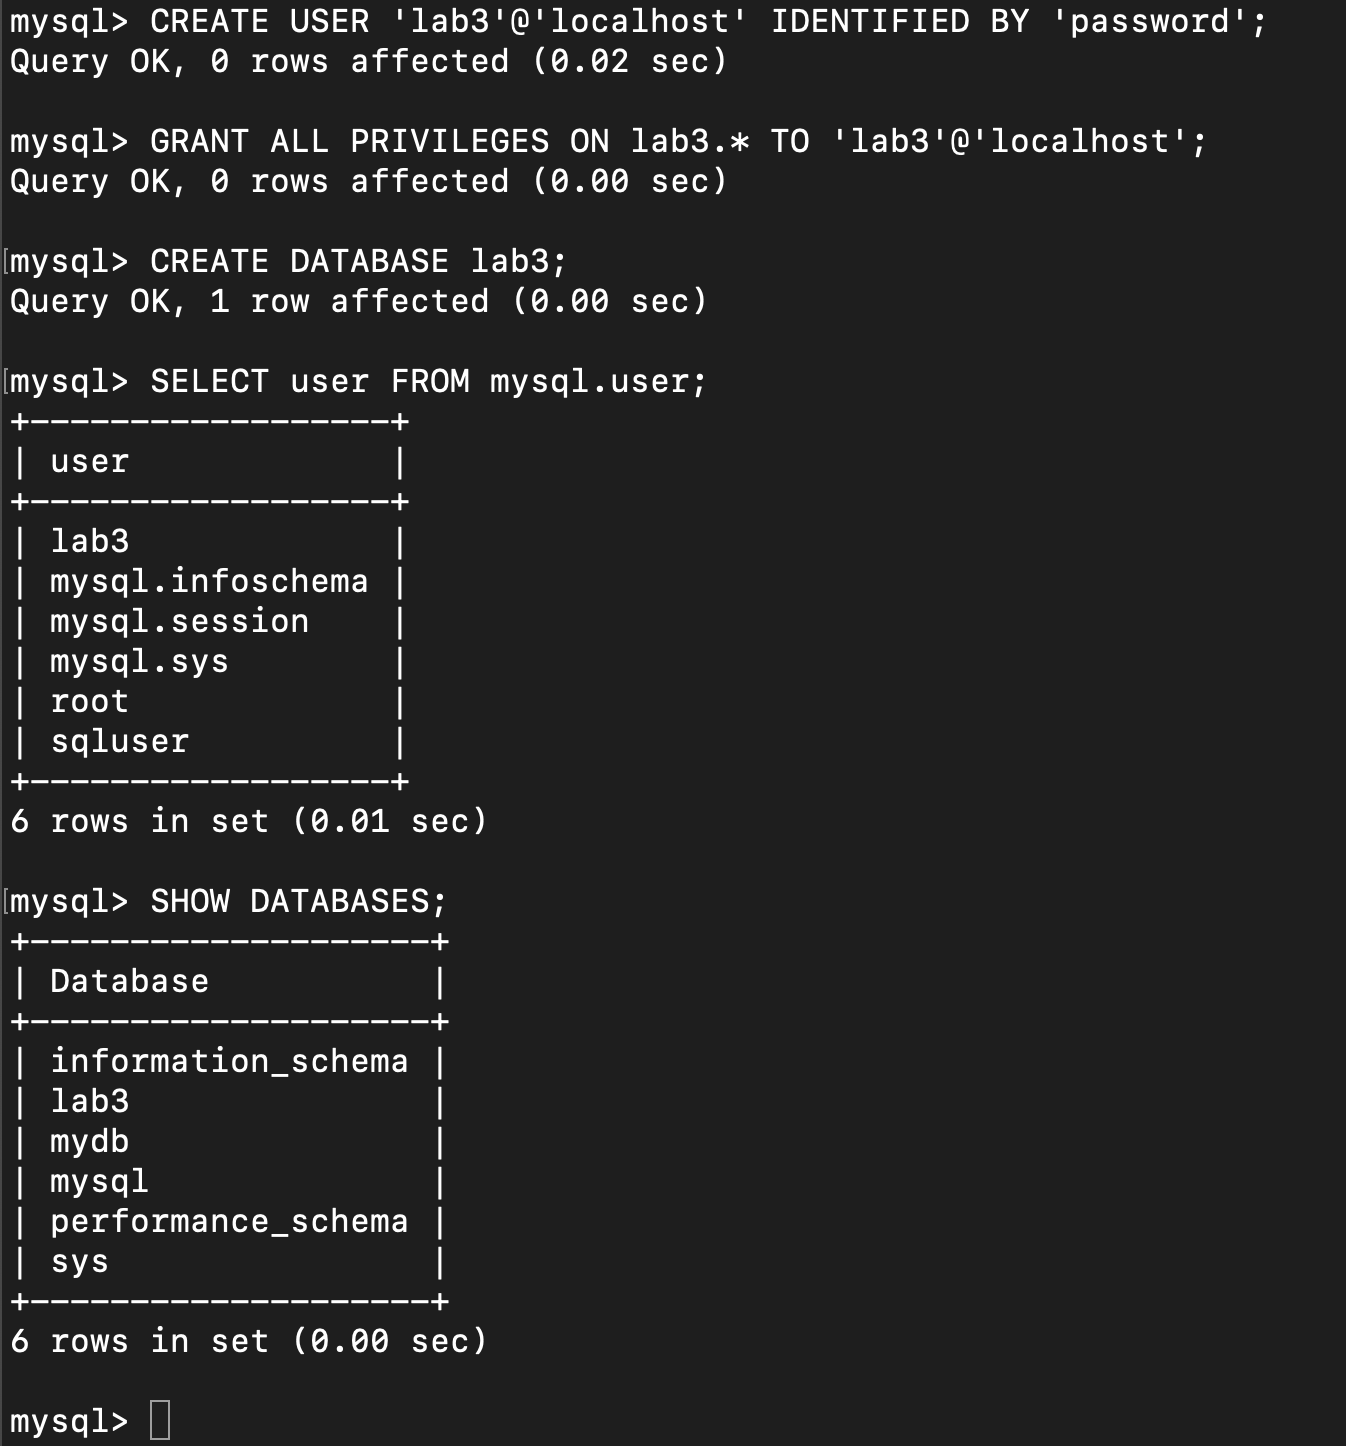 mysql> CREATE USER 'lab3'@'localhost' IDENTIFIED BY 'password';
Query OK, 0 rows affected (0.02 sec)

mysql> GRANT ALL PRIVILEGES ON lab3.* TO 'lab3'@'localhost';
Query OK, 0 rows affected (0.00 sec)

[mysql> CREATE DATABASE lab3;
Query OK, 1 row affected (0.00 sec)

[mysql> SELECT user FROM mysql.user;
+------------------+
| user             |
+------------------+
| lab3             |
| mysql.infoschema |
| mysql.session    |
| mysql.sys        |
| root             |
| sqluser          |
+------------------+
6 rows in set (0.01 sec)

[mysql> SHOW DATABASES;
+--------------------+
| Database           |
+--------------------+
| information_schema |
| lab3               |
| mydb               |
| mysql              |
| performance_schema |
| sys                |
+--------------------+
6 rows in set (0.00 sec)

mysql>